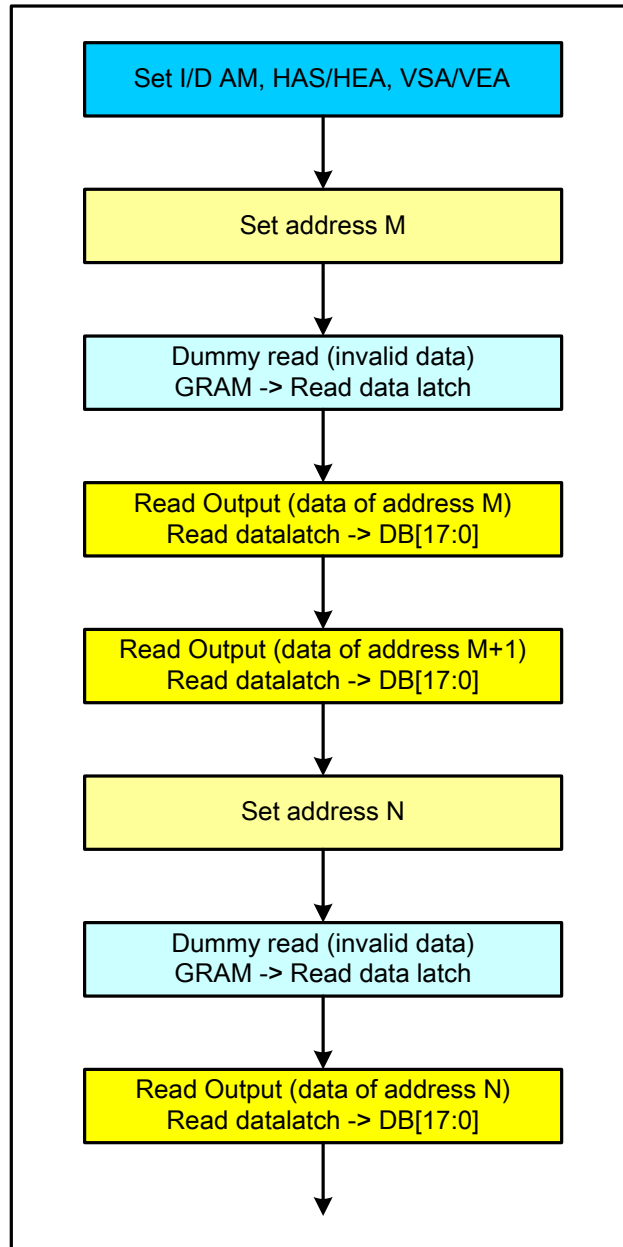 Set I/D AM, HAS/HEA, VSA/VEA
Set address M
Dummy read (invalid data)
GRAM -> Read data latch
Read Output (data of address M)
Read datalatch -> DB[17:0]
Read Output (data of address M+1)
Read datalatch -> DB[17:0]
Set address N
Dummy read (invalid data)
GRAM -> Read data latch
Read Output (data of address N)
Read datalatch -> DB[17:0]